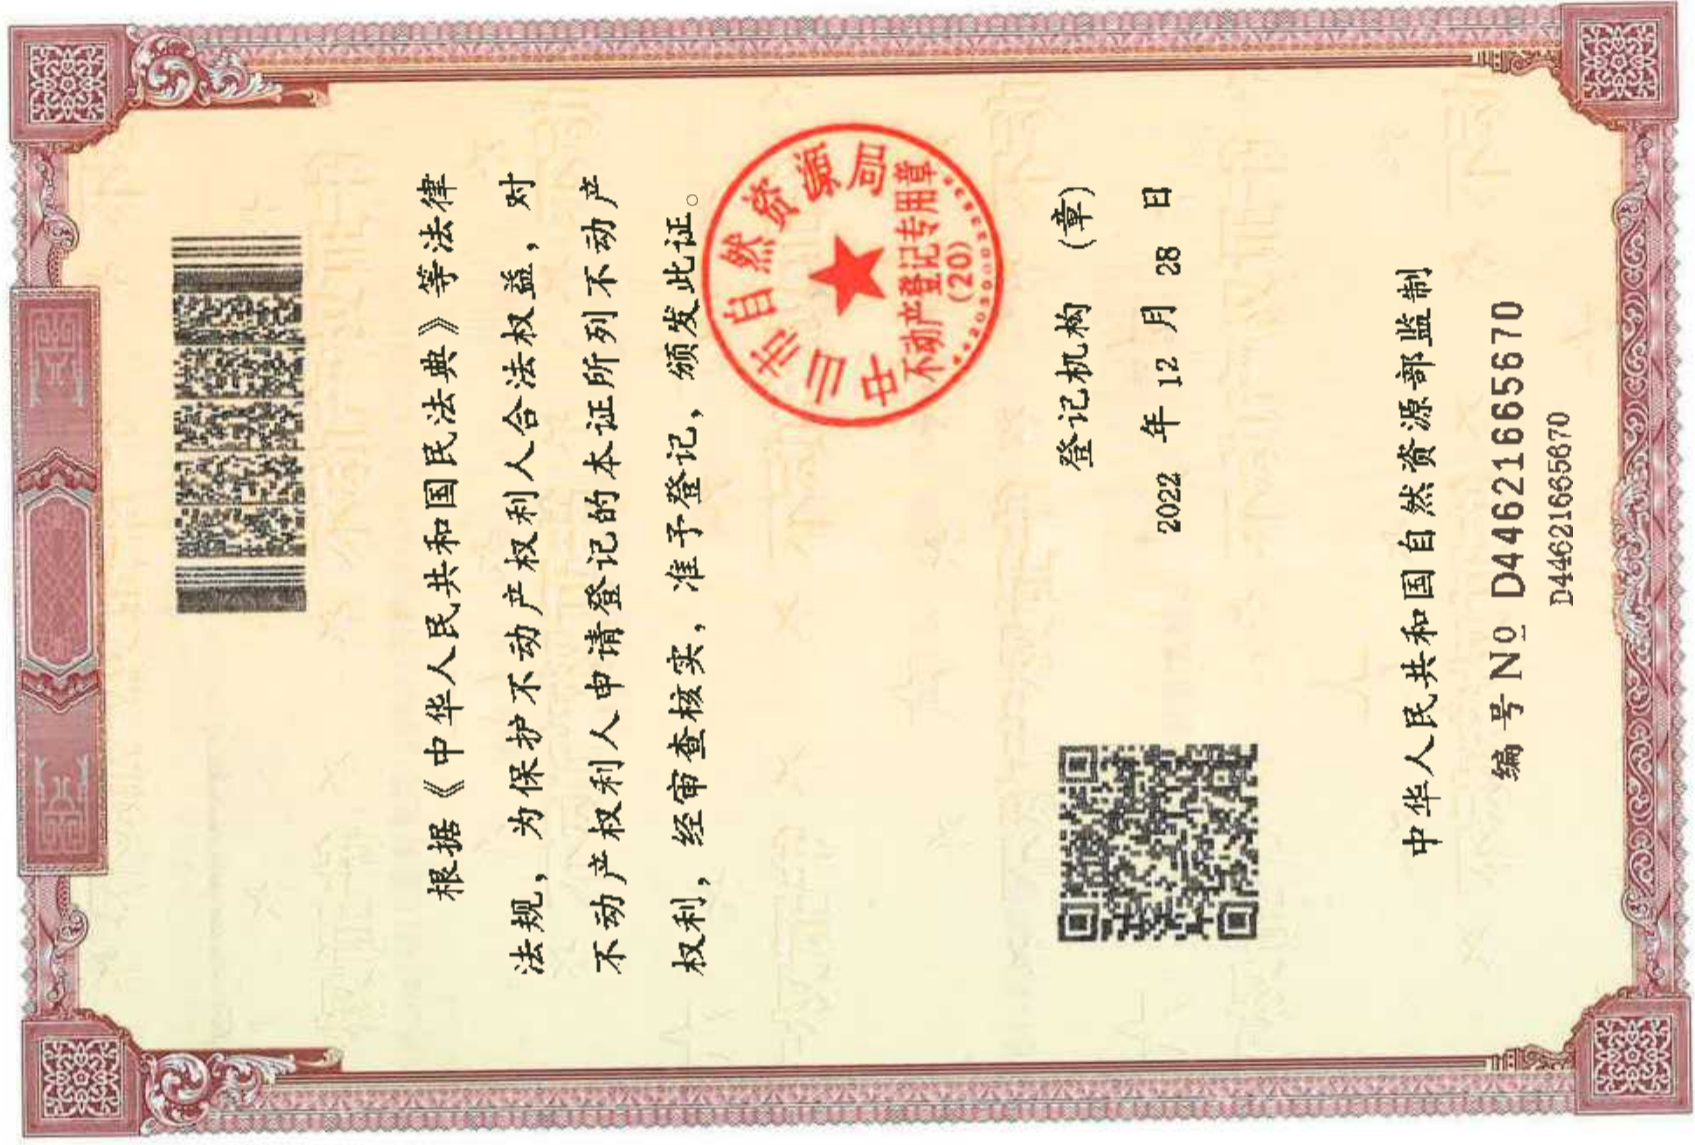 根据《中华人民共和国民法典》等法律
法规，为保护不动产权利人合法权益，对
不动产权利人申请登记的本证所列不动产
权利，经审查核实，准予登记，颁发此证。
中山市自然资源局
不动产登记专用章
(20)
登记机构 (章)
2022 年 12 月 28 日
中华人民共和国自然资源部监制
编号 № D44621665670
D44621665670